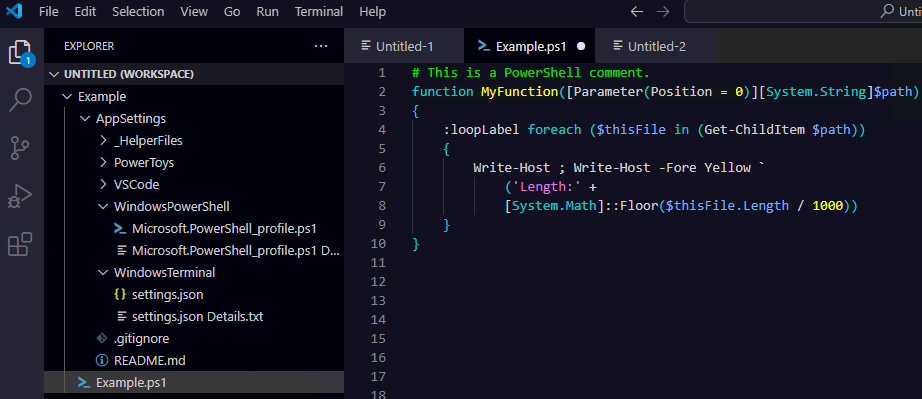 File Edit Selection View Go Run Terminal Help
Unti
EXPLORER ...
Untitled-1 Example.ps1 Untitled-2
1
UNTITLED (WORKSPACE)
Example
AppSettings
_HelperFiles
PowerToys
VSCode
WindowsPowerShell
Microsoft.PowerShell_profile.ps1
Microsoft.PowerShell_profile.ps1 D...
WindowsTerminal
{} settings.json
settings.json Details.txt
.gitignore
README.md
Example.ps1
1 # This is a PowerShell comment.
2 function MyFunction([Parameter(Position = 0)][System.String]$path)
3 {
4 :loopLabel foreach ($thisFile in (Get-ChildItem $path))
5 {
6 Write-Host ; Write-Host -Fore Yellow `
7 ('Length:' +
8 [System.Math]::Floor($thisFile.Length / 1000))
9 }
10 }
11
12
13
14
15
16
17
18